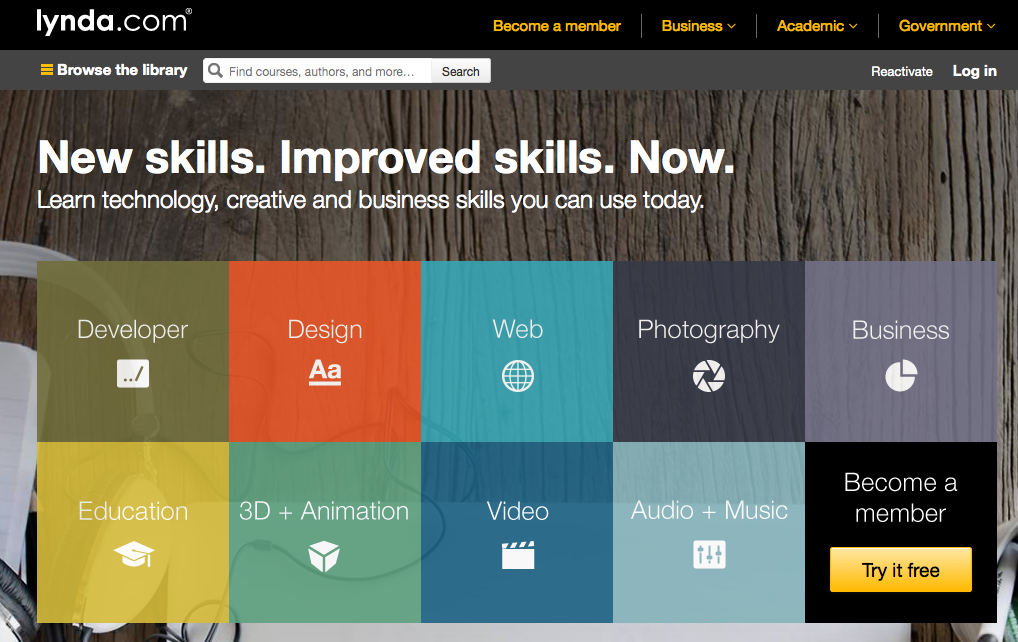 lynda.com®
Become a member
Business
Academic
Government
Browse the library
Find courses, authors, and more...
Search
Reactivate
Log in
New skills. Improved skills. Now.
Learn technology, creative and business skills you can use today.
Developer
../
Design
Aa
Web
Photography
Business
Education
3D + Animation
Video
Audio + Music
Become a
member
Try it free